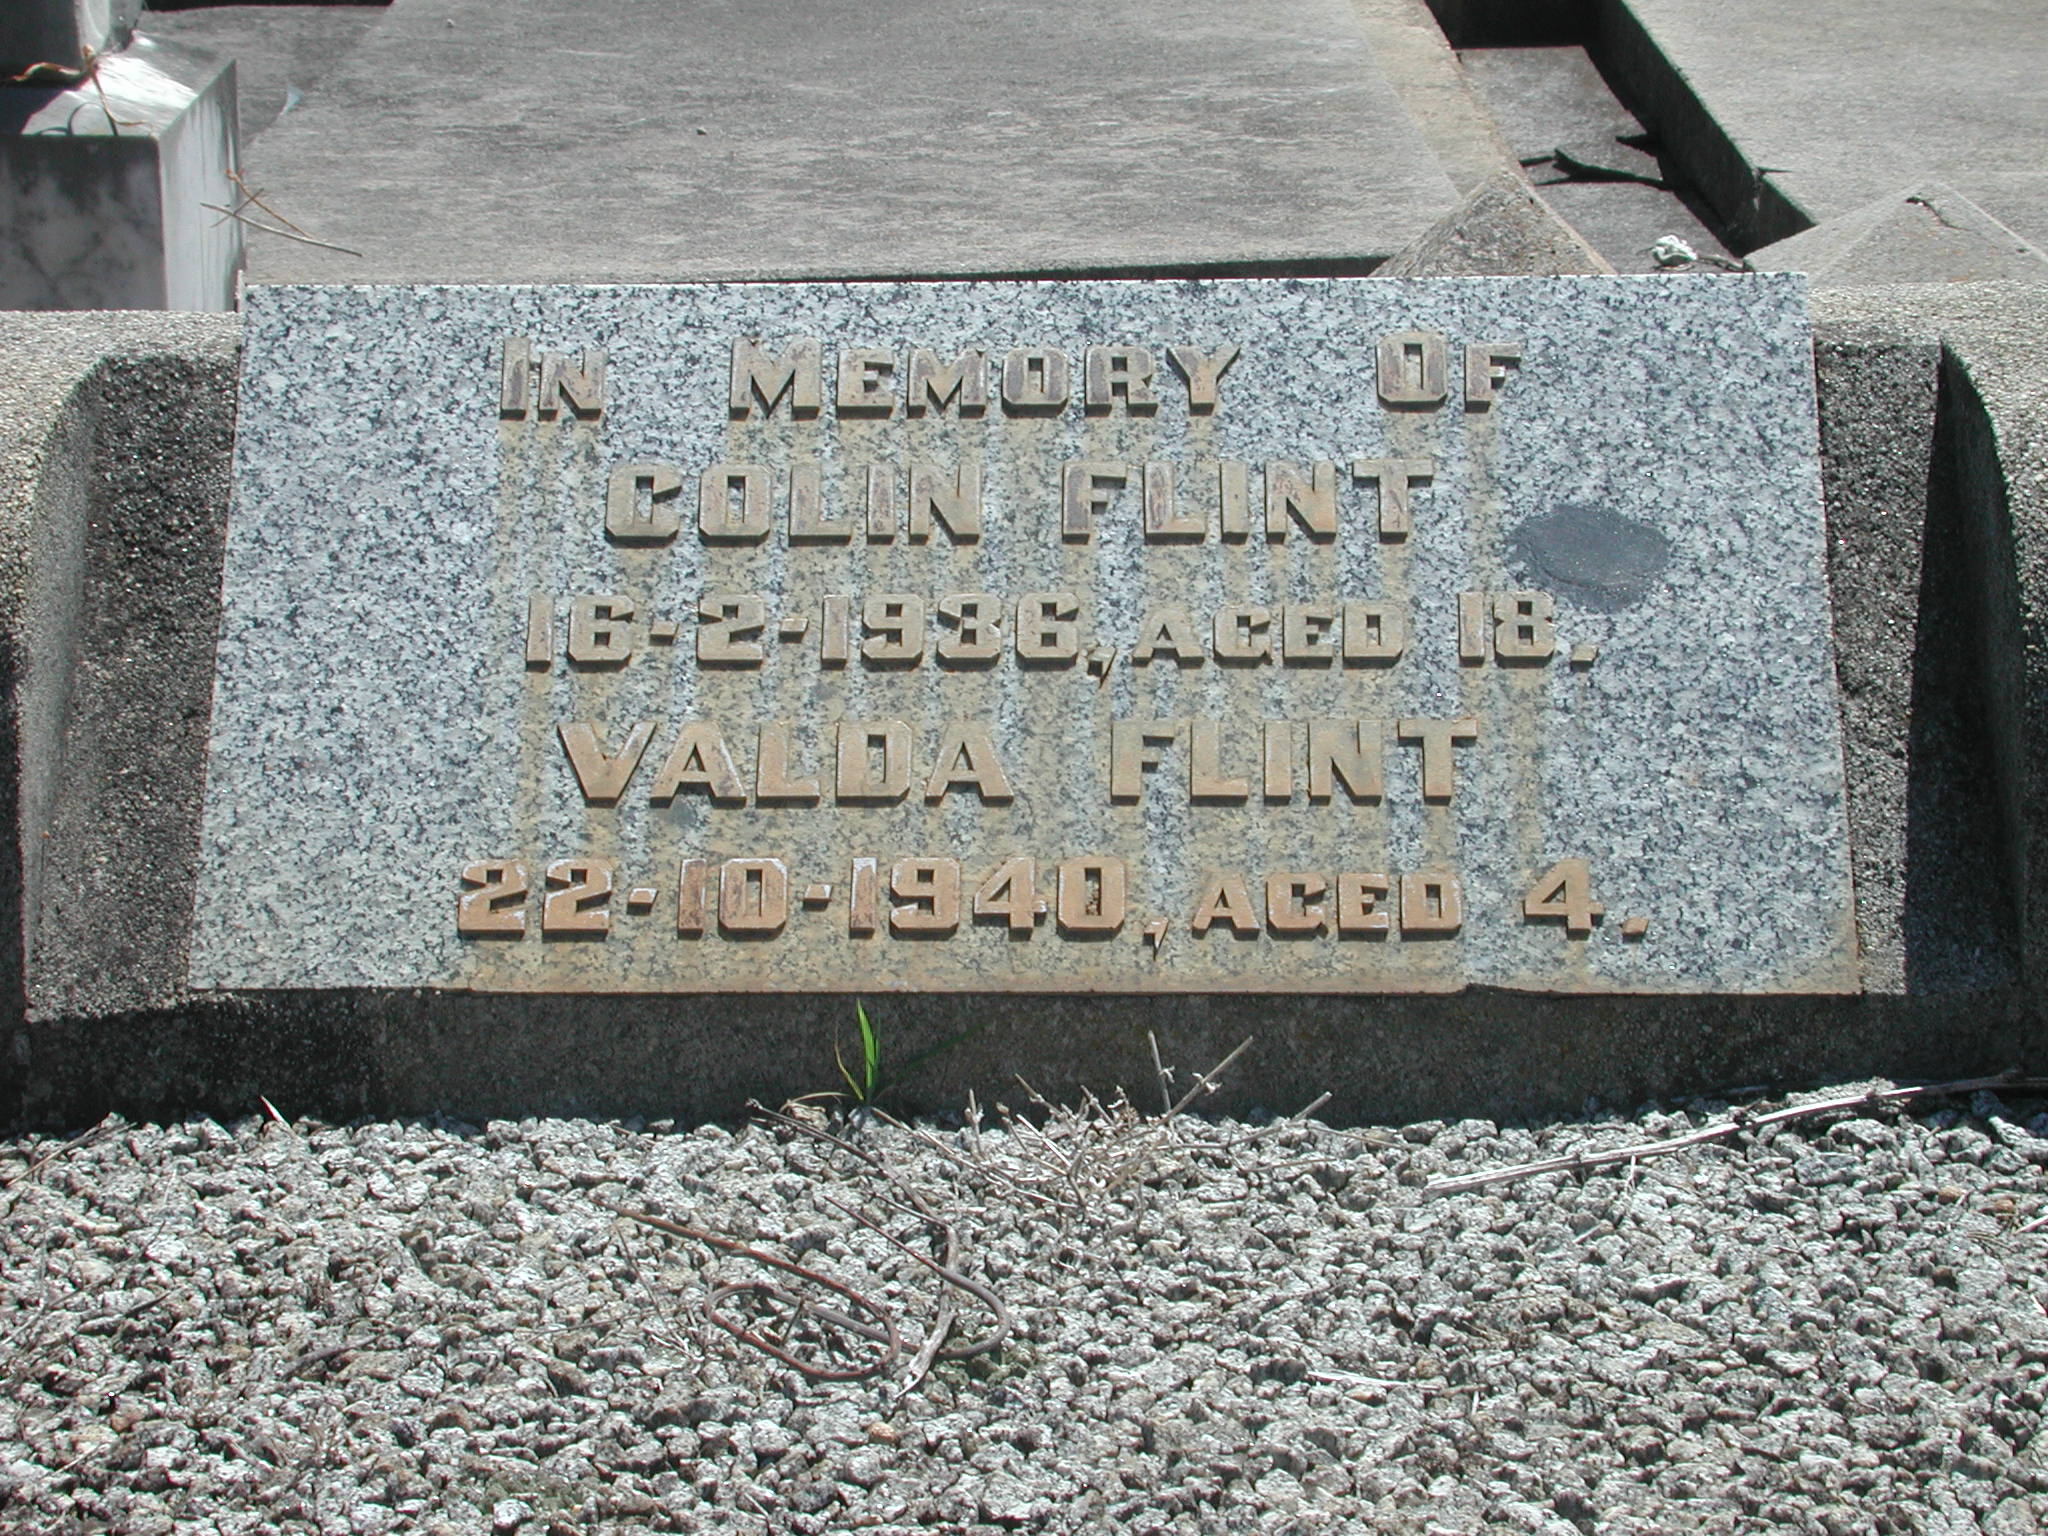 In Memory Of
COLIN FLINT
16-2-1936, AGED 18.
VALDA FLINT
22-10-1940, AGED 4.